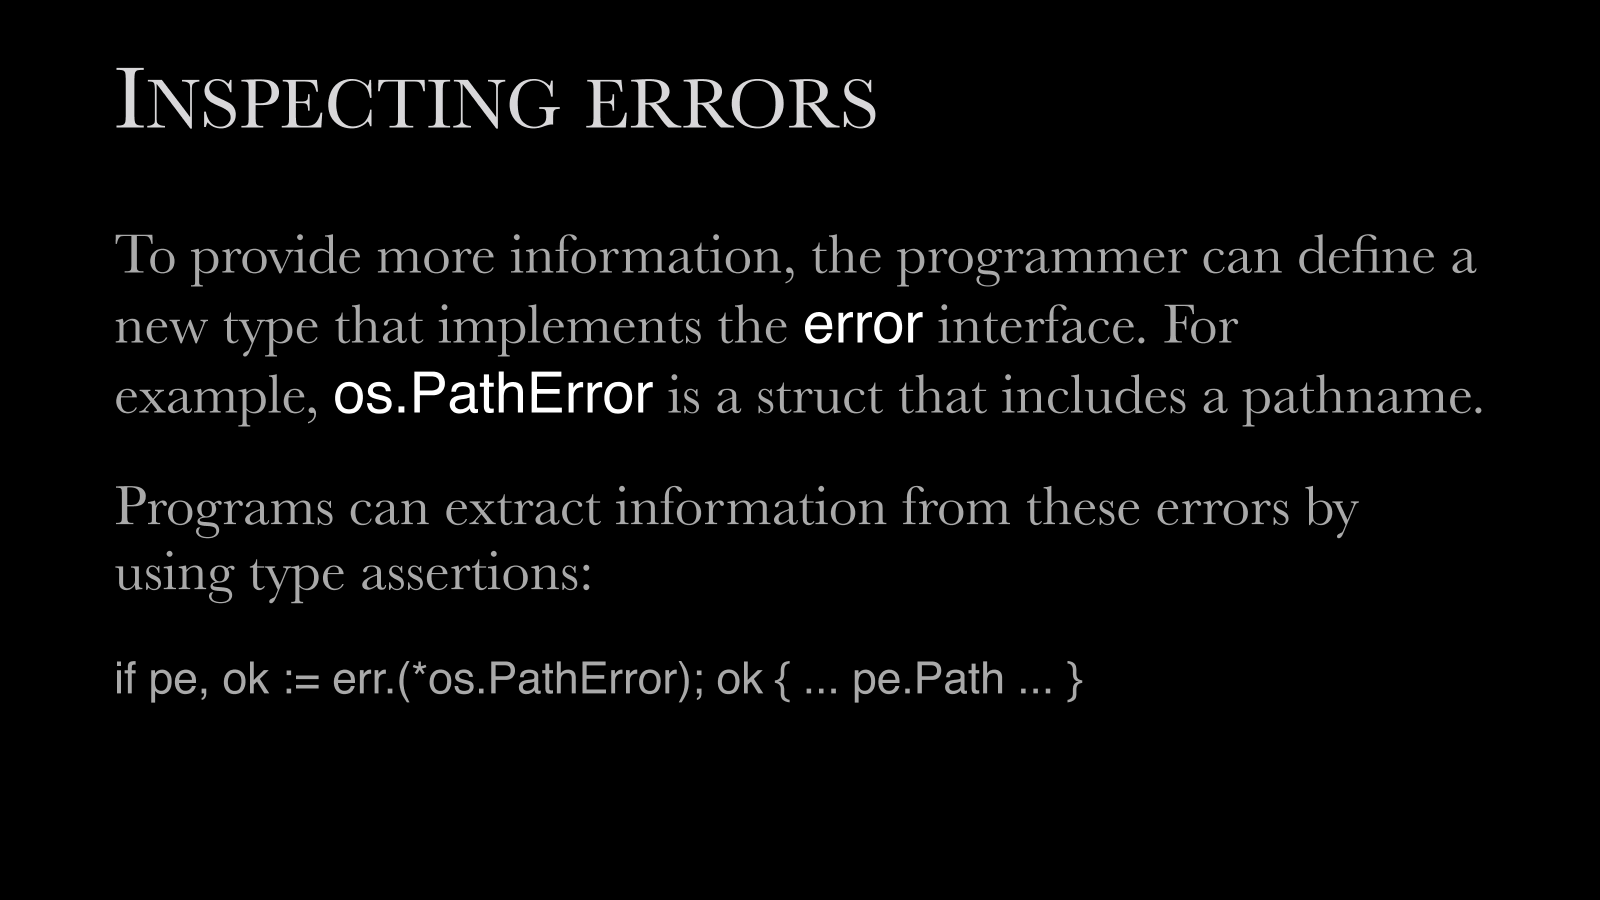 INSPECTING ERRORS
To provide more information, the programmer can define a
new type that implements the error interface. For
example, os.PathError is a struct that includes a pathname.
Programs can extract information from these errors by
using type assertions:
if pe, ok := err.(*os.PathError); ok { ... pe.Path ... }